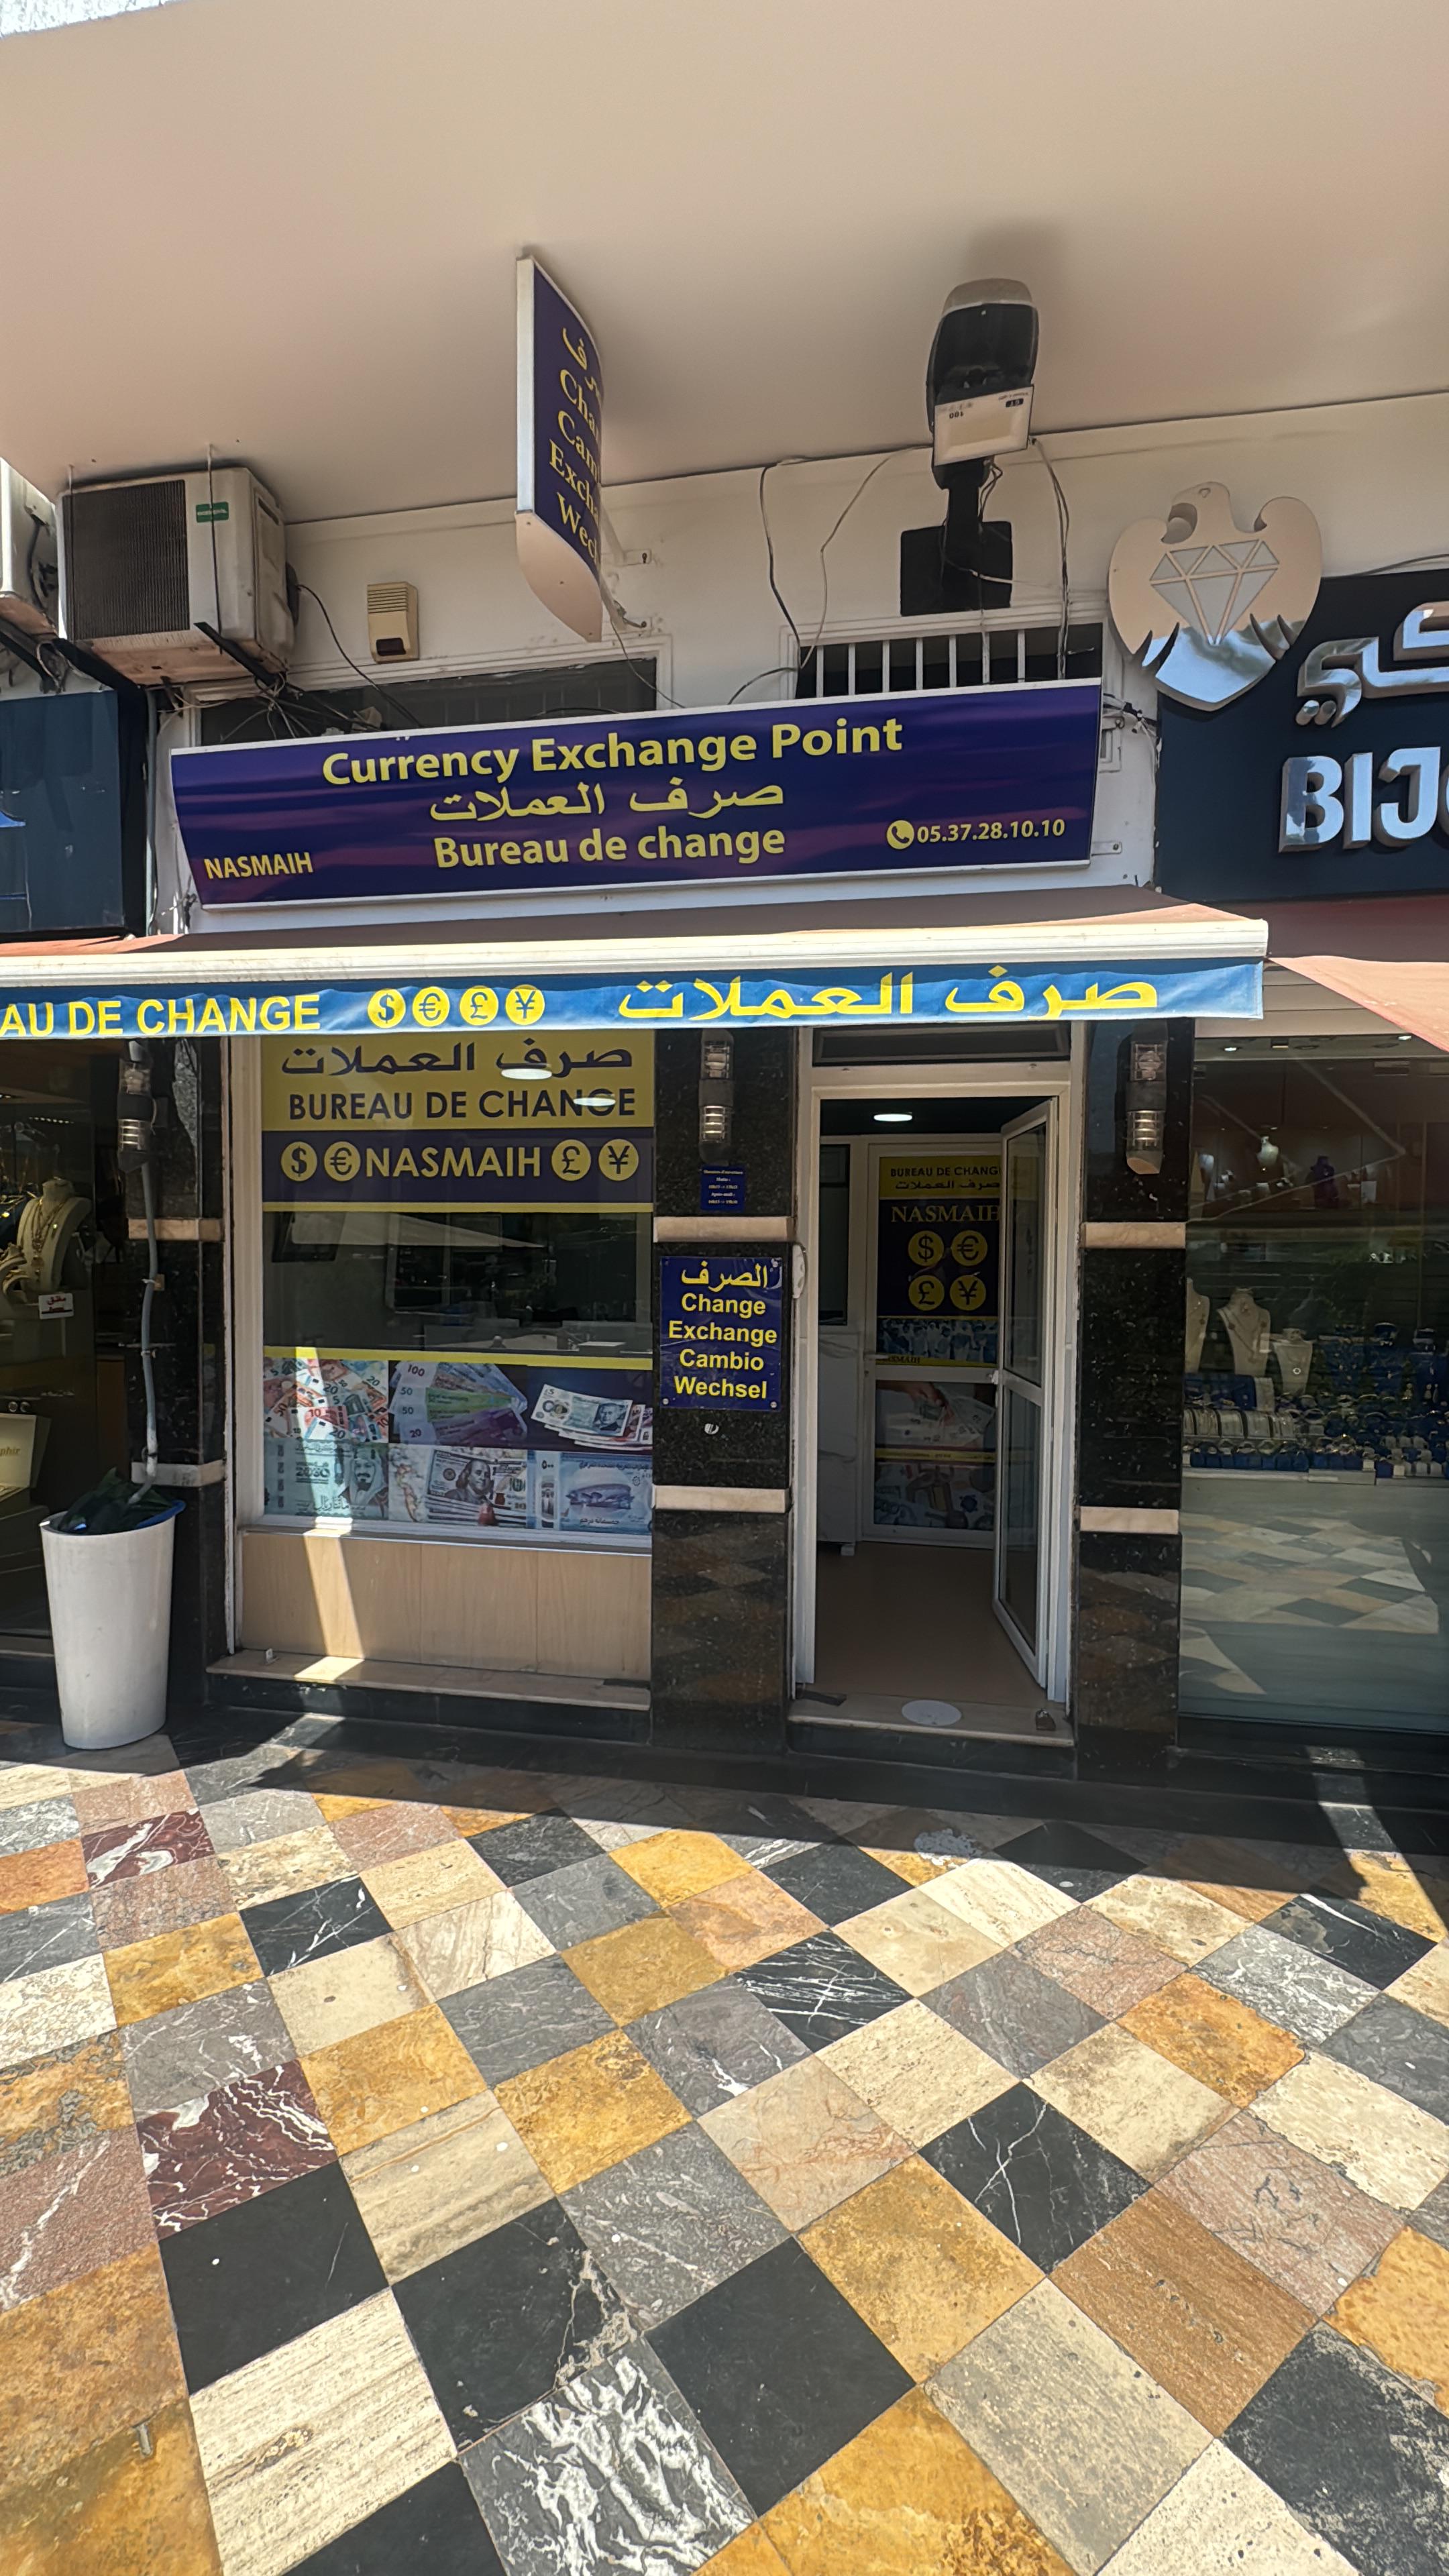 Currency Exchange Point
صرف العملات
Bureau de change
NASMAIH
05.37.28.10.10
BIJ
AU DE CHANGE $ € £ ¥ صرف العملات
صرف العملات
BUREAU DE CHANGE
$ € NASMAIH £ ¥
الصرف
Change
Exchange
Cambio
Wechsel
BUREAU DE CHANGE
صرف العملات
NASMAIH
$ €
£ ¥